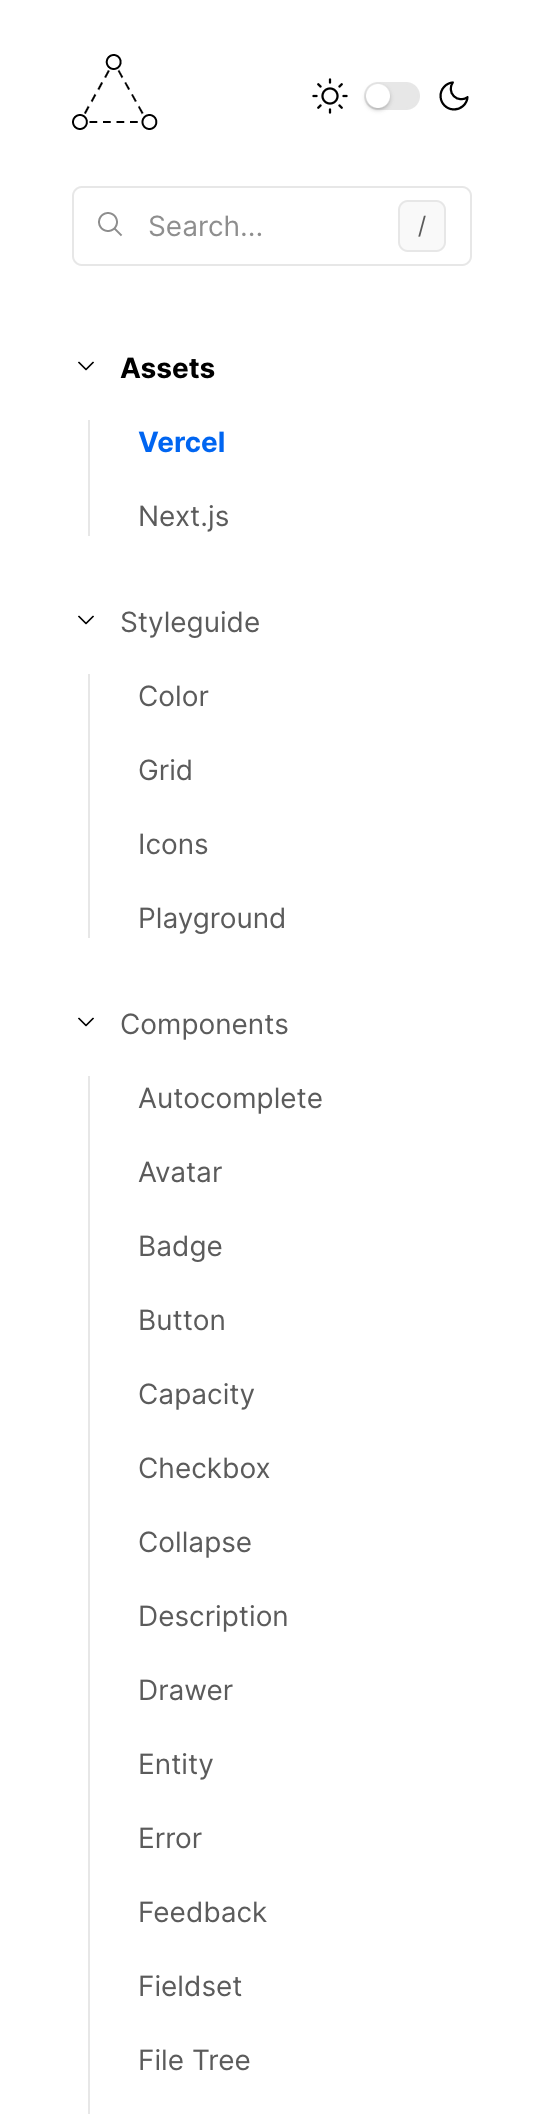 Search...
/
Assets
Vercel
Next.js
Styleguide
Color
Grid
Icons
Playground
Components
Autocomplete
Avatar
Badge
Button
Capacity
Checkbox
Collapse
Description
Drawer
Entity
Error
Feedback
Fieldset
File Tree